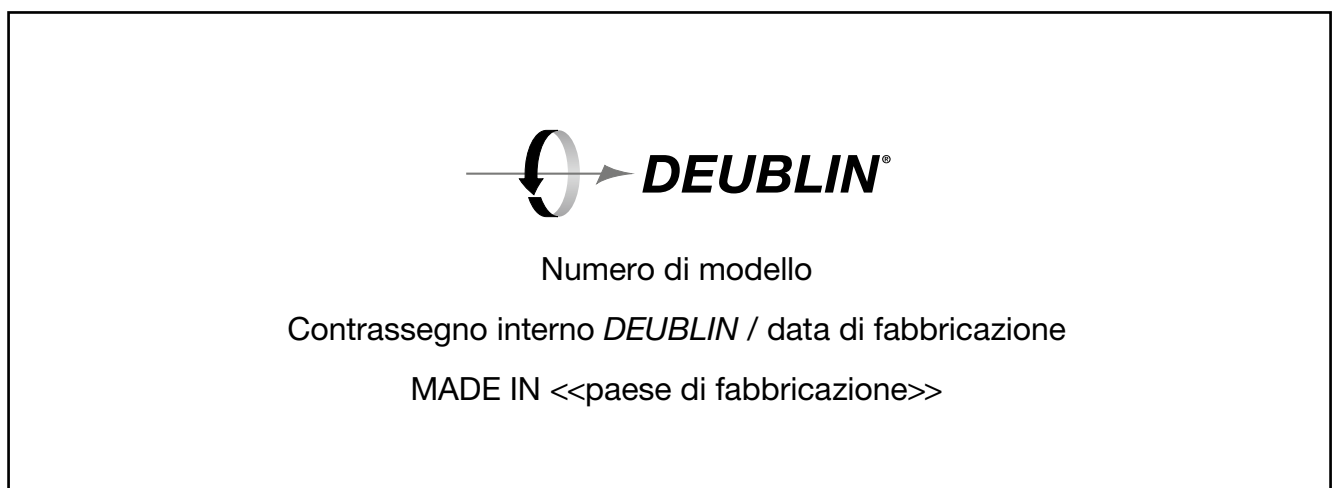 DEUBLIN®
Numero di modello
Contrassegno interno DEUBLIN / data di fabbricazione
MADE IN <<paese di fabbricazione>>